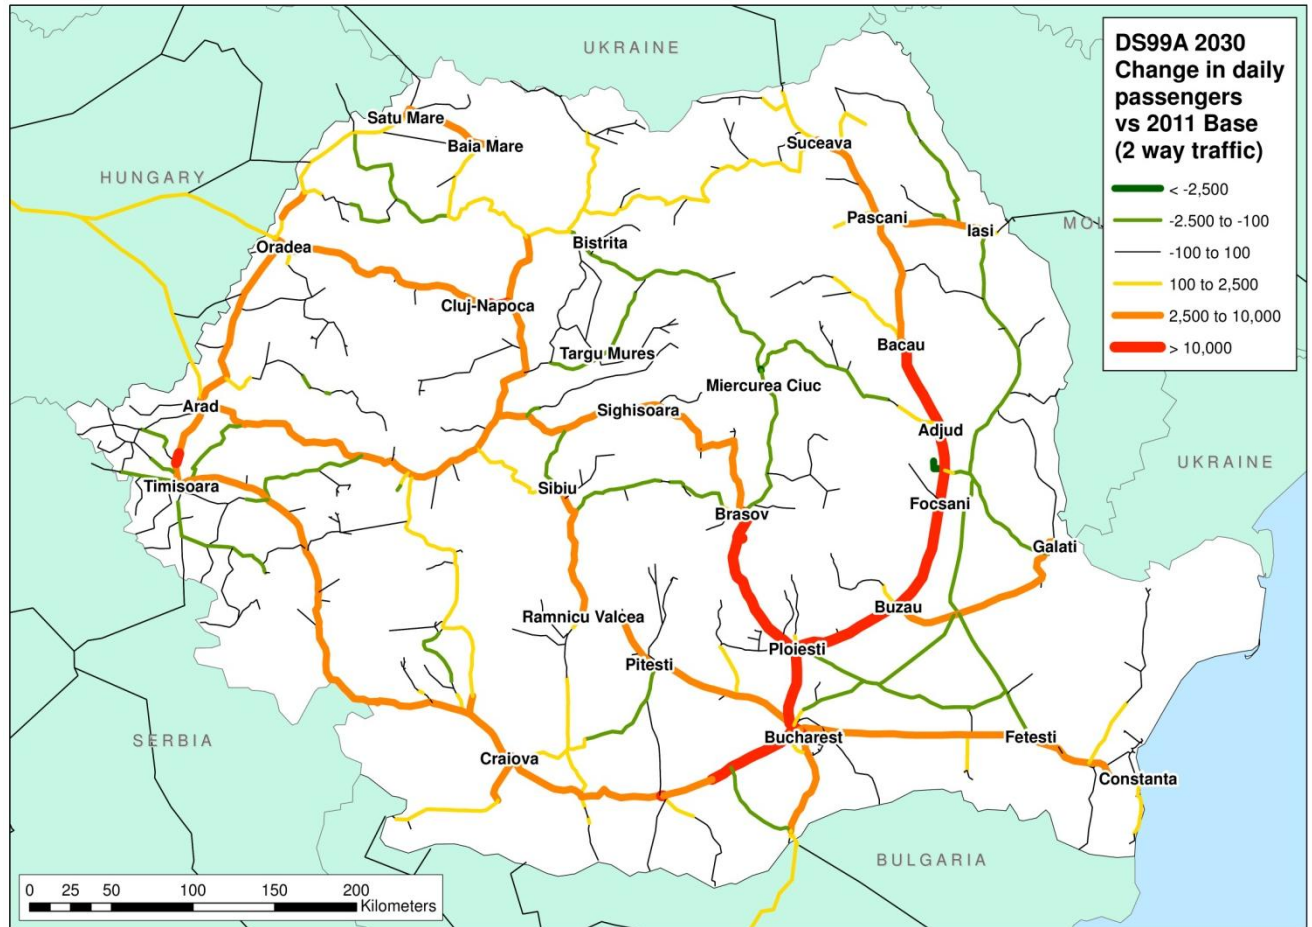 UKRAINE
DS99A 2030
Change in daily
passengers
vs 2011 Base
(2 way traffic)
< -2,500
-2.500 to -100
-100 to 100
100 to 2,500
2,500 to 10,000
> 10,000
Satu Mare
Baia Mare
Suceava
HUNGARY
Pascani
Iasi
MOL
Oradea
Bistrita
Cluj-Napoca
Bacau
Targu Mures
Miercurea Ciuc
Arad
Sighisoara
Adjud
UKRAINE
Timisoara
Sibiu
Brasov
Focsani
Galati
Ramnicu Valcea
Buzau
Ploiesti
Pitesti
SERBIA
Bucharest
Fetesti
Craiova
Constanta
BULGARIA
0 25 50 100 150 200
Kilometers